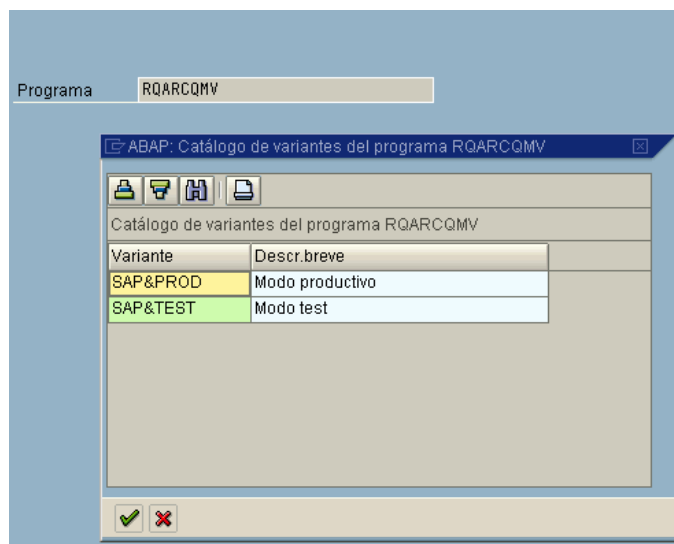 Programa RQARCQMV
ABAP: Catálogo de variantes del programa RQARCQMV
Catálogo de variantes del programa RQARCQMV
Variante Descr.breve
SAP&PROD Modo productivo
SAP&TEST Modo test